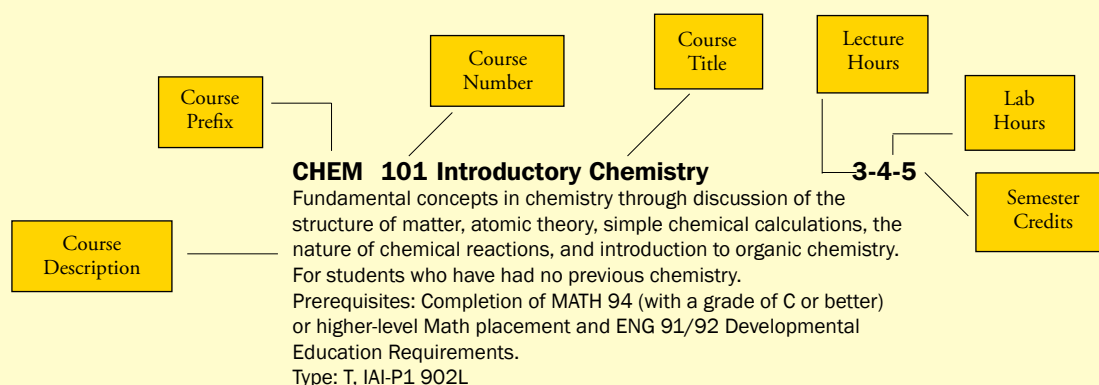 Course
Title
Lecture
Hours
Course
Number
Course
Prefix
Lab
Hours
CHEM 101 Introductory Chemistry 3-4-5
Fundamental concepts in chemistry through discussion of the
structure of matter, atomic theory, simple chemical calculations, the
nature of chemical reactions, and introduction to organic chemistry.
For students who have had no previous chemistry.
Prerequisites: Completion of MATH 94 (with a grade of C or better)
or higher-level Math placement and ENG 91/92 Developmental
Education Requirements.
Type: T, IAI-P1 902L
Semester
Credits
Course
Description